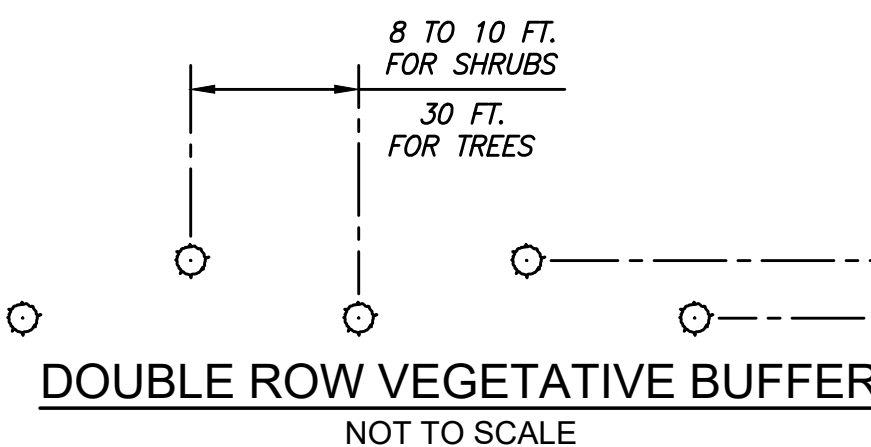 8 TO 10 FT.
FOR SHRUBS
30 FT.
FOR TREES
DOUBLE ROW VEGETATIVE BUFFER
NOT TO SCALE